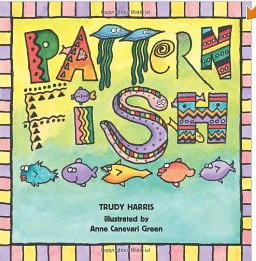 PATTERN
FISH
TRUDY HARRIS
illustrated by
Anne Canevari Green